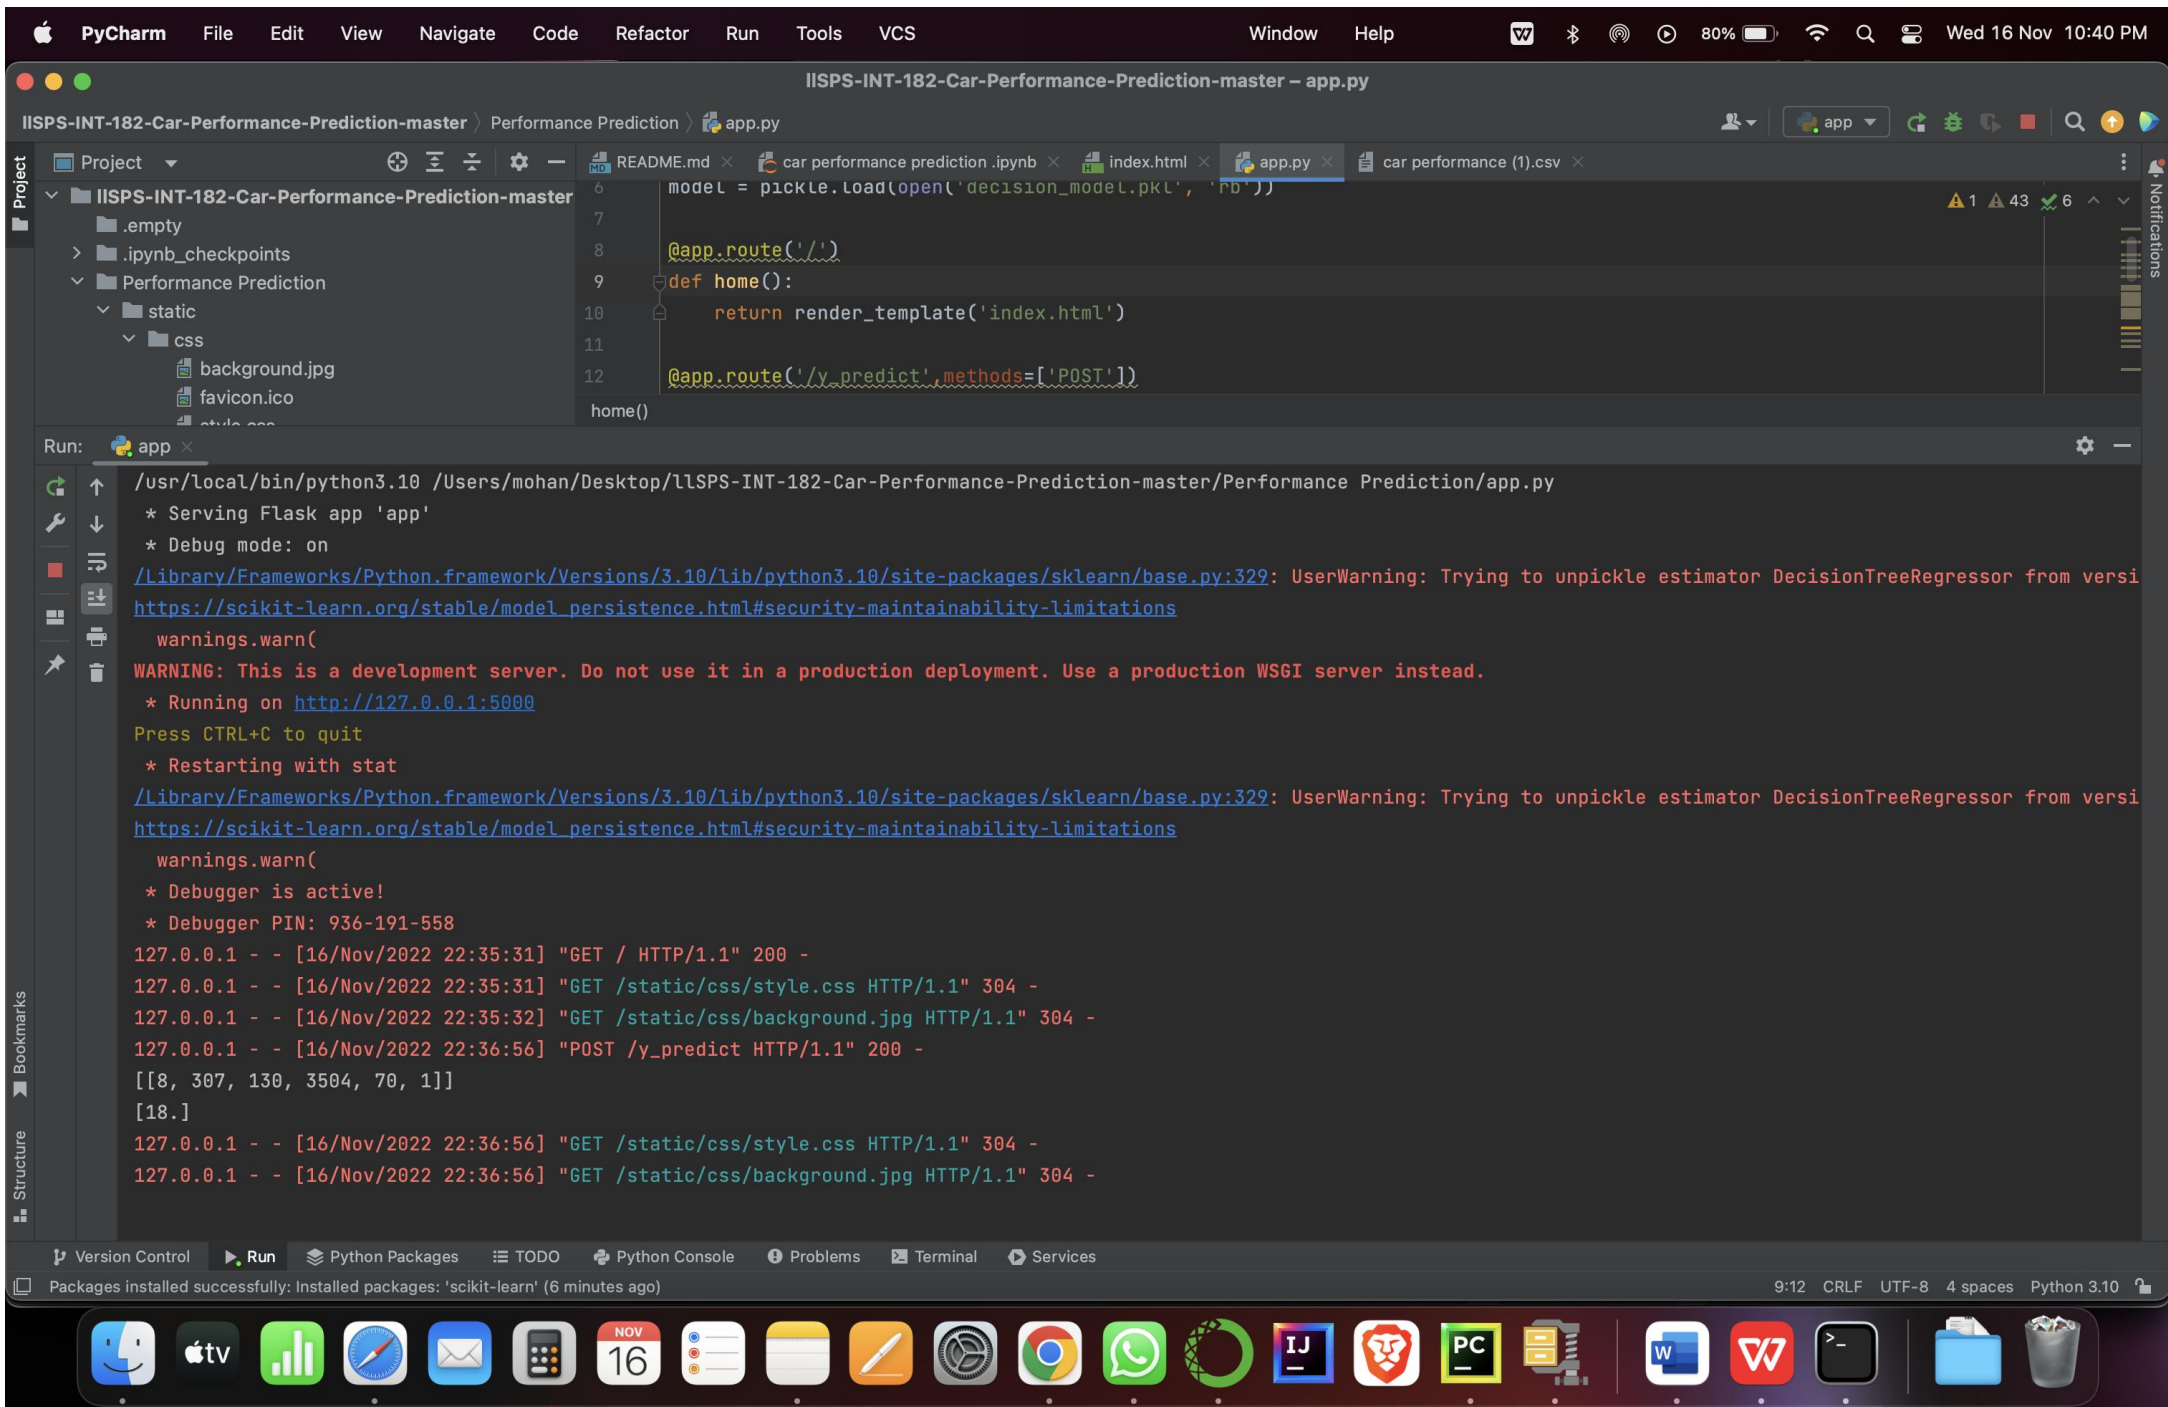 PyCharm File Edit View Navigate Code Refactor Run Tools VCS Window Help 80% Wed 16 Nov 10:40 PM
llSPS-INT-182-Car-Performance-Prediction-master – app.py
llSPS-INT-182-Car-Performance-Prediction-master Performance Prediction app.py app
Project
Project
README.md
car performance prediction .ipynb
index.html
app.py
car performance (1).csv
llSPS-INT-182-Car-Performance-Prediction-master
.empty
.ipynb_checkpoints
Performance Prediction
static
css
background.jpg
favicon.ico
style.css
6 model = pickle.load(open('decision_model.pkl', 'rb'))
7
8 @app.route('/')
9 def home():
10 return render_template('index.html')
11
12 @app.route('/y_predict',methods=['POST'])
home()
1 43 6
Notifications
Run: app
/usr/local/bin/python3.10 /Users/mohan/Desktop/llSPS-INT-182-Car-Performance-Prediction-master/Performance Prediction/app.py
* Serving Flask app 'app'
* Debug mode: on
/Library/Frameworks/Python.framework/Versions/3.10/lib/python3.10/site-packages/sklearn/base.py:329: UserWarning: Trying to unpickle estimator DecisionTreeRegressor from versi
https://scikit-learn.org/stable/model_persistence.html#security-maintainability-limitations
warnings.warn(
WARNING: This is a development server. Do not use it in a production deployment. Use a production WSGI server instead.
* Running on http://127.0.0.1:5000
Press CTRL+C to quit
* Restarting with stat
/Library/Frameworks/Python.framework/Versions/3.10/lib/python3.10/site-packages/sklearn/base.py:329: UserWarning: Trying to unpickle estimator DecisionTreeRegressor from versi
https://scikit-learn.org/stable/model_persistence.html#security-maintainability-limitations
warnings.warn(
* Debugger is active!
* Debugger PIN: 936-191-558
127.0.0.1 - - [16/Nov/2022 22:35:31] "GET / HTTP/1.1" 200 -
127.0.0.1 - - [16/Nov/2022 22:35:31] "GET /static/css/style.css HTTP/1.1" 304 -
127.0.0.1 - - [16/Nov/2022 22:35:32] "GET /static/css/background.jpg HTTP/1.1" 304 -
127.0.0.1 - - [16/Nov/2022 22:36:56] "POST /y_predict HTTP/1.1" 200 -
[[8, 307, 130, 3504, 70, 1]]
[18.]
127.0.0.1 - - [16/Nov/2022 22:36:56] "GET /static/css/style.css HTTP/1.1" 304 -
127.0.0.1 - - [16/Nov/2022 22:36:56] "GET /static/css/background.jpg HTTP/1.1" 304 -
Bookmarks
Structure
Version Control Run Python Packages TODO Python Console Problems Terminal Services
Packages installed successfully: Installed packages: 'scikit-learn' (6 minutes ago) 9:12 CRLF UTF-8 4 spaces Python 3.10
tv NOV 16 IJ PC W